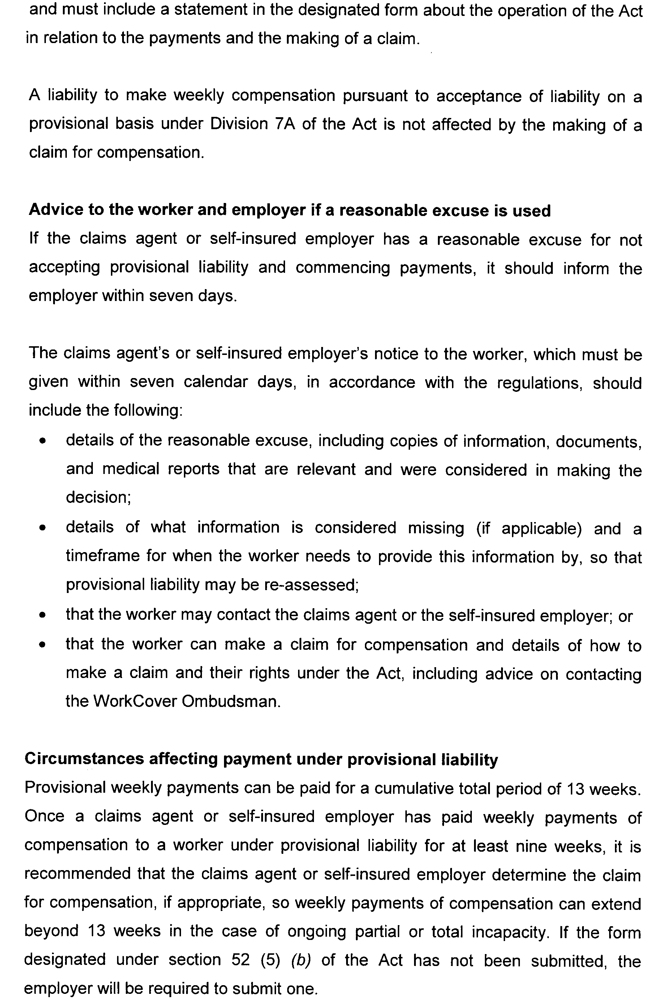 and must include a statement in the designated form about the operation of the Act
in relation to the payments and the making of a claim.
A liability to make weekly compensation pursuant to acceptance of liability on a
provisional basis under Division 7A of the Act is not affected by the making of a
claim for compensation.
Advice to the worker and employer if a reasonable excuse is used
If the claims agent or self-insured employer has a reasonable excuse for not
accepting provisional liability and commencing payments, it should inform the
employer within seven days.
The claims agent’s or self-insured employer’s notice to the worker, which must be
given within seven calendar days, in accordance with the regulations, should
include the following:
• details of the reasonable excuse, including copies of information, documents,
and medical reports that are relevant and were considered in making the
decision;
• details of what information is considered missing (if applicable) and a
timeframe for when the worker needs to provide this information by, so that
provisional liability may be re-assessed;
• that the worker may contact the claims agent or the self-insured employer; or
• that the worker can make a claim for compensation and details of how to
make a claim and their rights under the Act, including advice on contacting
the WorkCover Ombudsman.
Circumstances affecting payment under provisional liability
Provisional weekly payments can be paid for a cumulative total period of 13 weeks.
Once a claims agent or self-insured employer has paid weekly payments of
compensation to a worker under provisional liability for at least nine weeks, it is
recommended that the claims agent or self-insured employer determine the claim
for compensation, if appropriate, so weekly payments of compensation can extend
beyond 13 weeks in the case of ongoing partial or total incapacity. If the form
designated under section 52 (5) (b) of the Act has not been submitted, the
employer will be required to submit one.